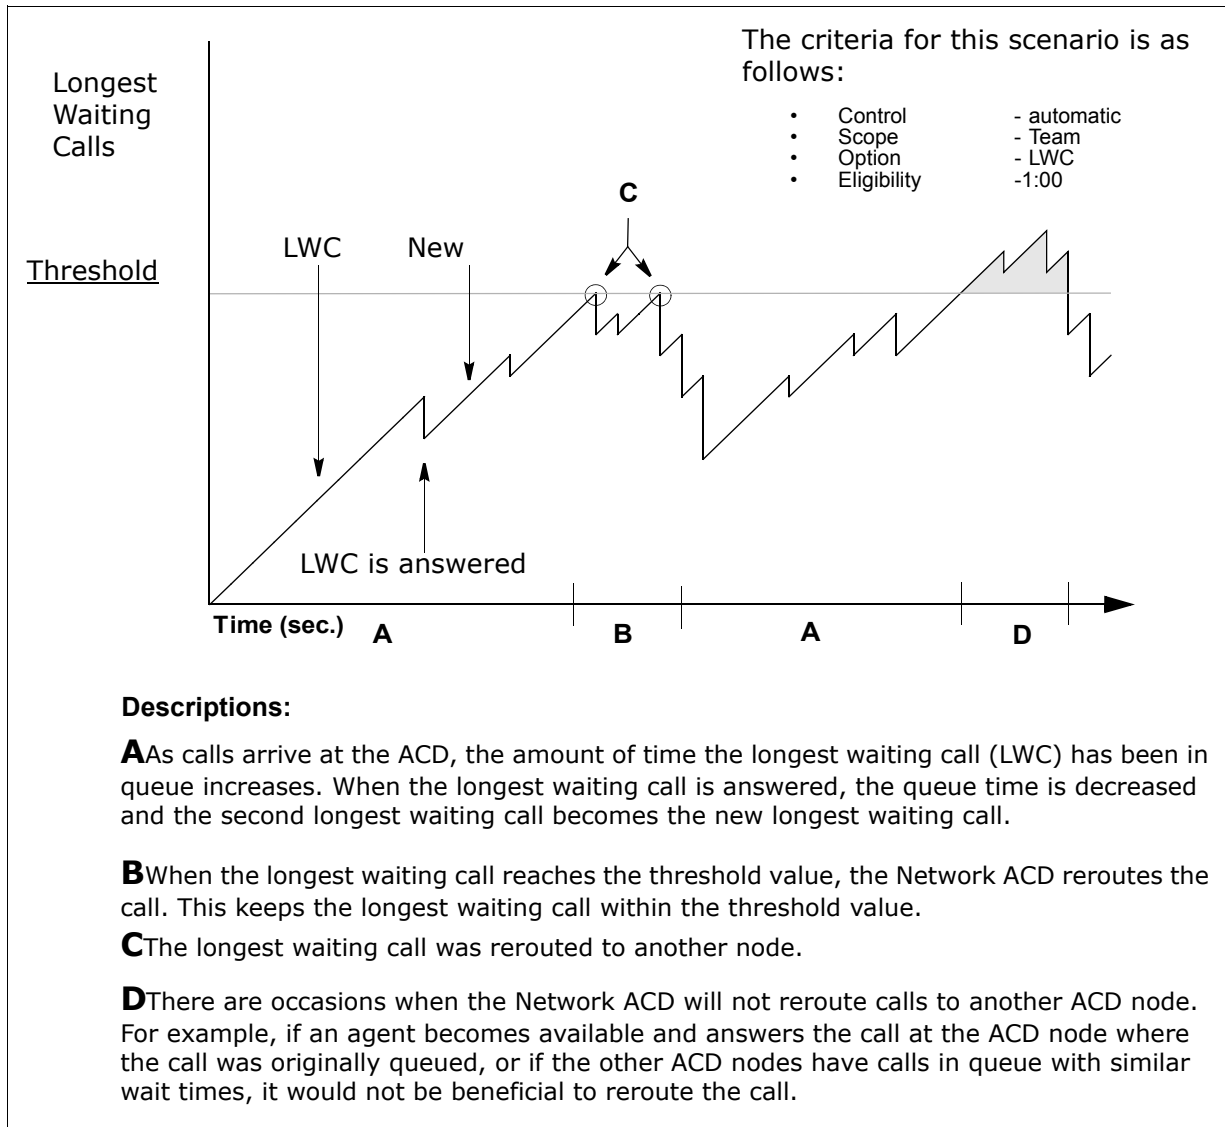 The criteria for this scenario is as
follows:
• Control - automatic
• Scope - Team
• Option - LWC
• Eligibility -1:00
Longest
Waiting
Calls
C
LWC
New
Threshold
LWC is answered
Time (sec.)
A
B
A
D
Descriptions:
AAs calls arrive at the ACD, the amount of time the longest waiting call (LWC) has been in
queue increases. When the longest waiting call is answered, the queue time is decreased
and the second longest waiting call becomes the new longest waiting call.
BWhen the longest waiting call reaches the threshold value, the Network ACD reroutes the
call. This keeps the longest waiting call within the threshold value.
CThe longest waiting call was rerouted to another node.
DThere are occasions when the Network ACD will not reroute calls to another ACD node.
For example, if an agent becomes available and answers the call at the ACD node where
the call was originally queued, or if the other ACD nodes have calls in queue with similar
wait times, it would not be beneficial to reroute the call.